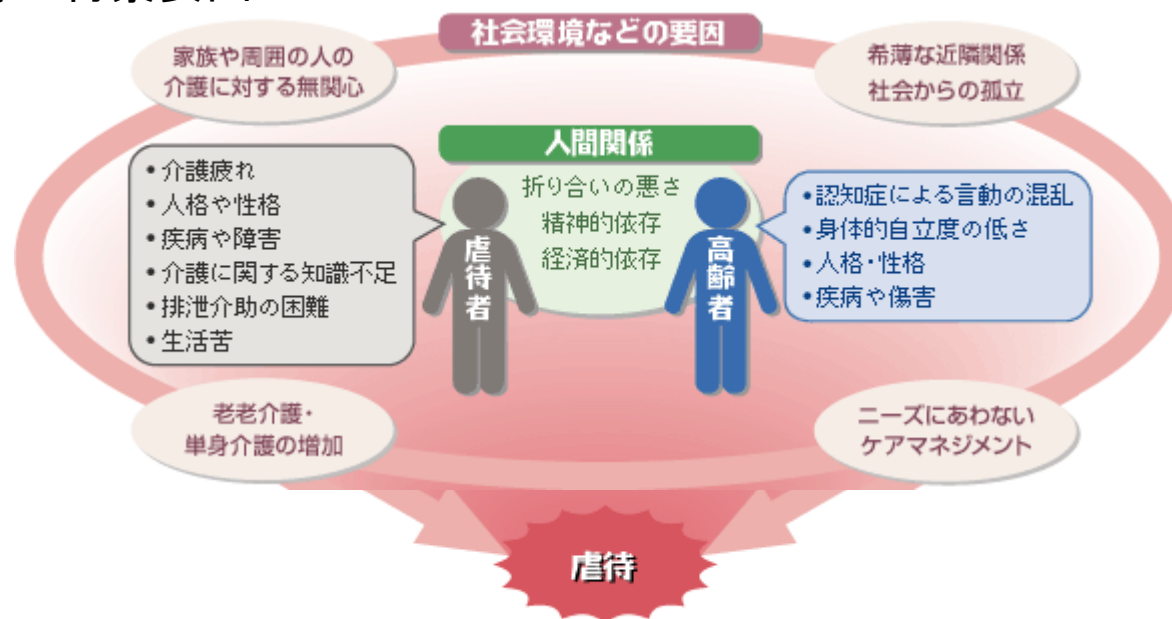 社会環境などの要因
家族や周囲の人の
介護に対する無関心
希薄な近隣関係
社会からの孤立
人間関係
折り合いの悪さ
精神的依存
経済的依存
•介護疲れ
•人格や性格
•疾病や障害
•介護に関する知識不足
•排泄介助の困難
•生活苦
虐待者
高齢者
•認知症による言動の混乱
•身体的自立度の低さ
•人格・性格
•疾病や傷害
老老介護・
単身介護の増加
ニーズにあわない
ケアマネジメント
虐待